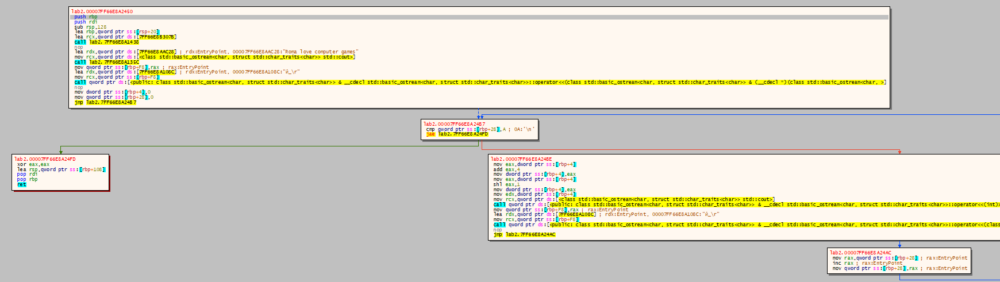 lab2.00007FF66E8A2450
push rbp
push rdi
sub rsp,128
lea rbp,qword ptr ss:[rsp+20]
lea rcx,qword ptr ds:[7FF66E8B307B]
call lab2.7FF66E8A1438
nop
lea rdx,qword ptr ds:[7FF66E8AAC28] ; rdx:EntryPoint, 00007FF66E8AAC28:"Roma love computer games"
mov rcx,qword ptr ds:[<class std::basic_ostream<char, struct std::char_traits<char>> std::cout>]
call lab2.7FF66E8A135C
mov qword ptr ss:[rbp+F8],rax ; rax:EntryPoint
lea rdx,qword ptr ds:[7FF66E8A108C] ; rdx:EntryPoint, 00007FF66E8A108C:"й_\r"
mov rcx,qword ptr ss:[rbp+F8]
call qword ptr ds:[<public: class std::basic_ostream<char, struct std::char_traits<char>> & __cdecl std::basic_ostream<char, struct std::char_traits<char>>::operator<<(class std::basic_ostream<char, struct std::char_traits<char>> & (__cdecl *)(class std::basic_ostream<char, >]
nop
mov dword ptr ss:[rbp+4],0
mov qword ptr ss:[rbp+28],0
jmp lab2.7FF66E8A24B7
lab2.00007FF66E8A24B7
cmp qword ptr ss:[rbp+28],A ; 0A:'\n'
jae lab2.7FF66E8A24FD
lab2.00007FF66E8A24FD
xor eax,eax
lea rsp,qword ptr ss:[rbp+108]
pop rdi
pop rbp
ret
lab2.00007FF66E8A24BE
mov eax,dword ptr ss:[rbp+4]
add eax,4
mov dword ptr ss:[rbp+4],eax
mov eax,dword ptr ss:[rbp+4]
shl eax,1
mov dword ptr ss:[rbp+4],eax
mov edx,dword ptr ss:[rbp+4]
mov rcx,qword ptr ds:[<class std::basic_ostream<char, struct std::char_traits<char>> std::cout>]
call qword ptr ds:[<public: class std::basic_ostream<char, struct std::char_traits<char>> & __cdecl std::basic_ostream<char, struct std::char_traits<char>>::operator<<(int)>
mov qword ptr ss:[rbp+F8],rax ; rax:EntryPoint
lea rdx,qword ptr ds:[7FF66E8A108C] ; rdx:EntryPoint, 00007FF66E8A108C:"й_\r"
mov rcx,qword ptr ss:[rbp+F8]
call qword ptr ds:[<public: class std::basic_ostream<char, struct std::char_traits<char>> & __cdecl std::basic_ostream<char, struct std::char_traits<char>>::operator<<(class
nop
jmp lab2.7FF66E8A24AC
lab2.00007FF66E8A24AC
mov rax,qword ptr ss:[rbp+28] ; rax:EntryPoint
inc rax ; rax:EntryPoint
mov qword ptr ss:[rbp+28],rax ; rax:EntryPoint